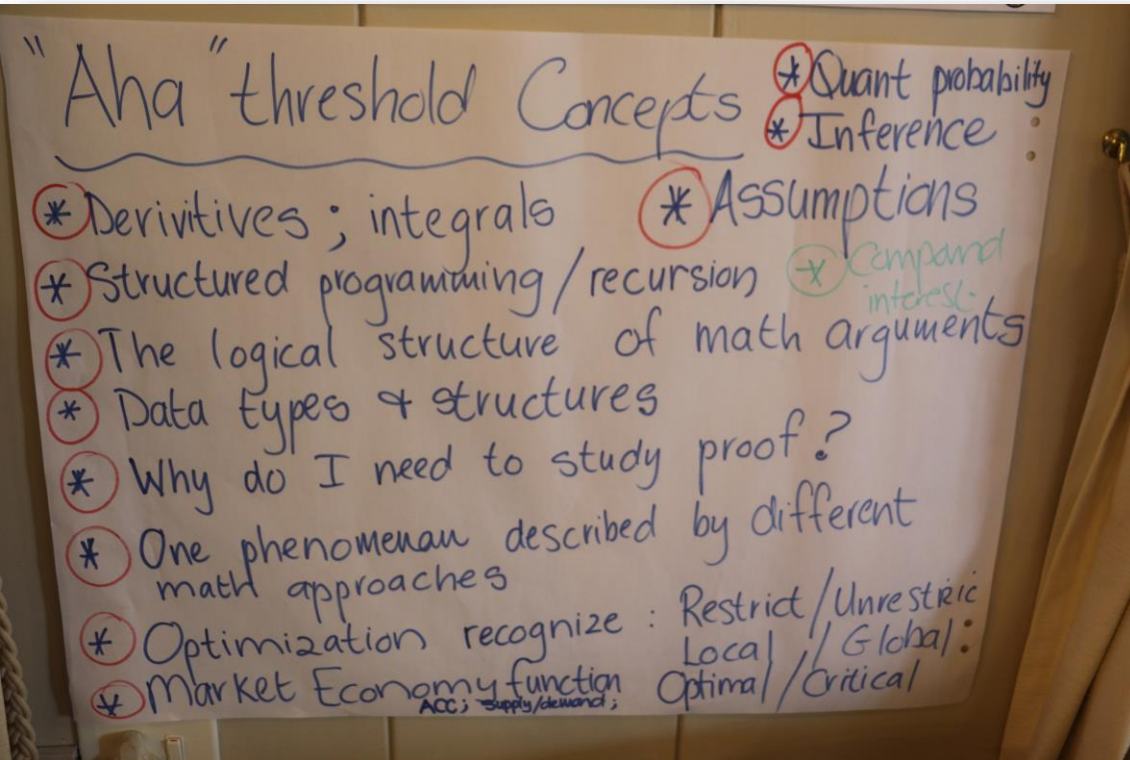 "Aha" threshold Concepts
* Quant probability
* Inference
* Derivitives ; integrals
* Assumptions
* Structured programming / recursion
* Compound
interest
* The logical structure of math arguments
* Data types & structures
* Why do I need to study proof?
* One phenomenan described by different
math approaches
* Optimization recognize : Restrict / Unrestric
Local / Global
* Market Economy function Optimal / Critical
ACC; supply/demand;